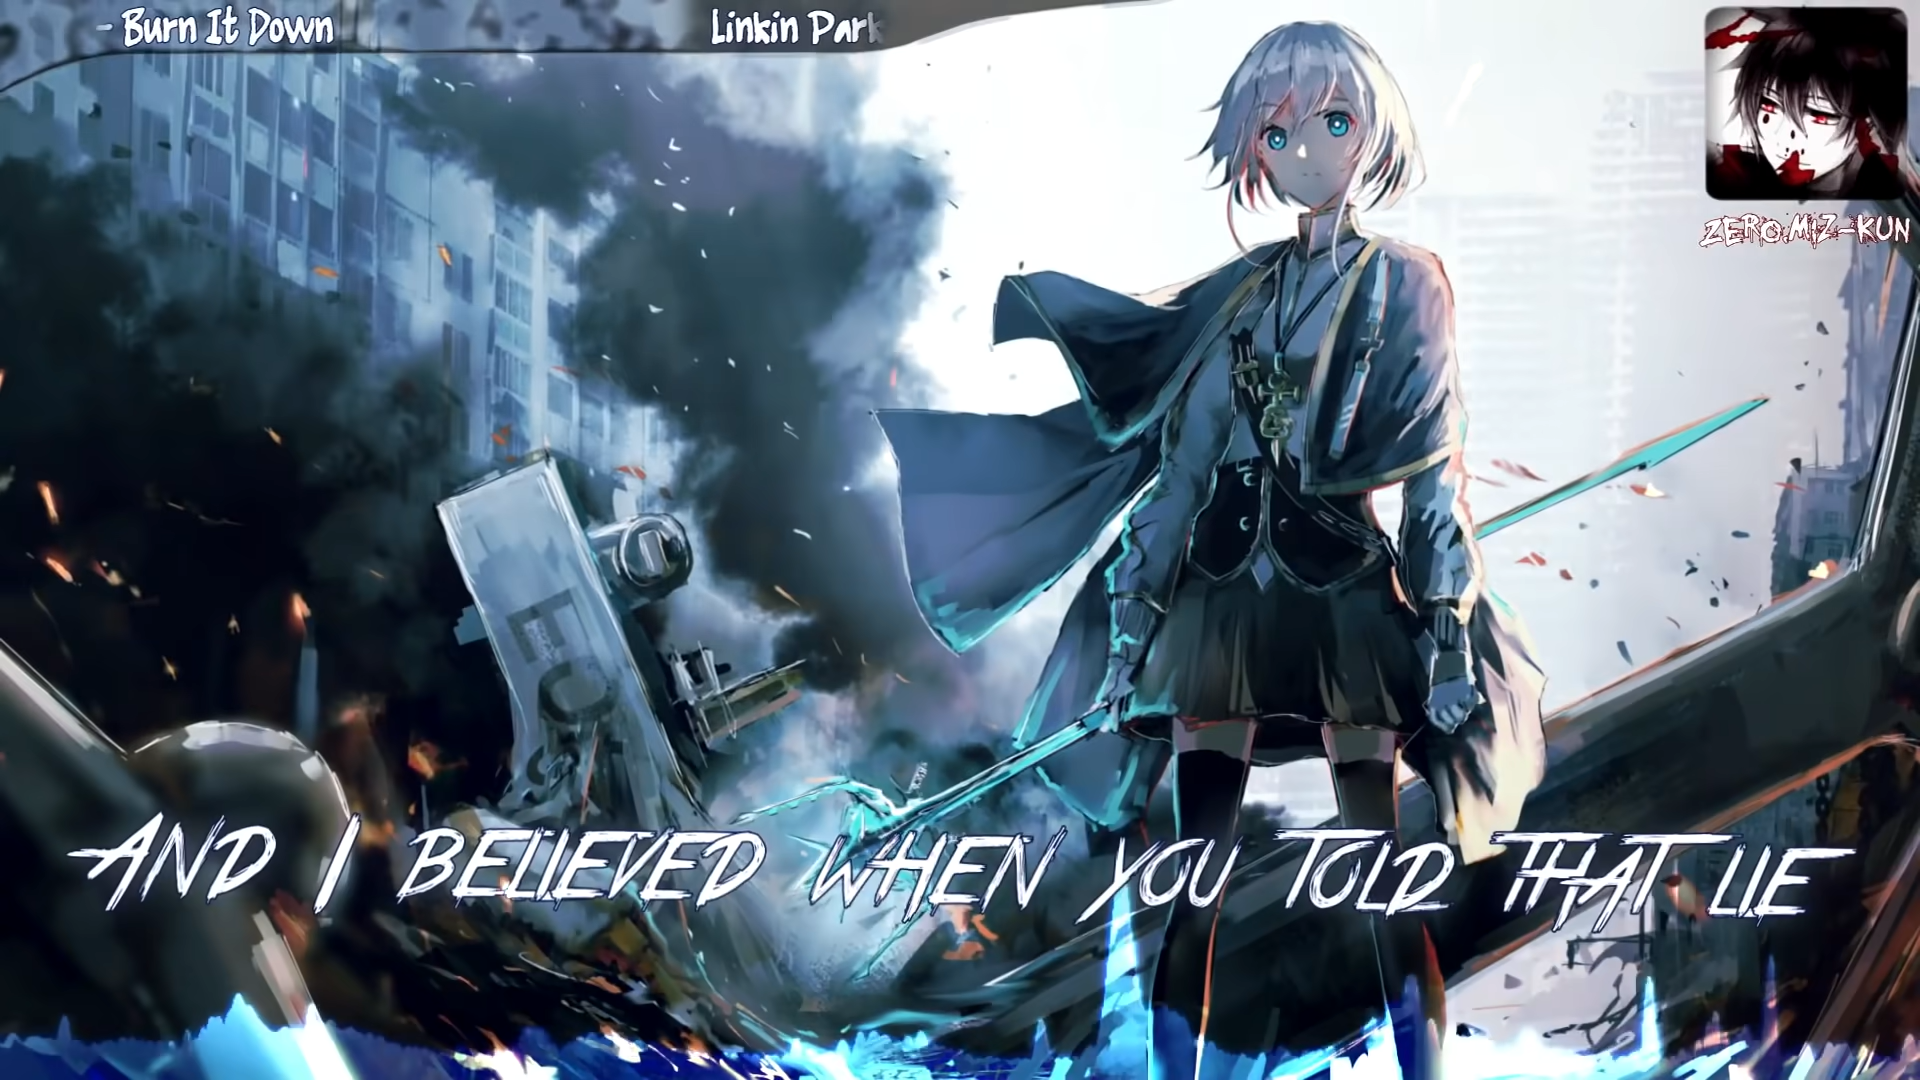 - Burn It Down
Linkin Park
ZERO.MIZ-KUN
AND I BELIEVED WHEN YOU TOLD THAT LIE